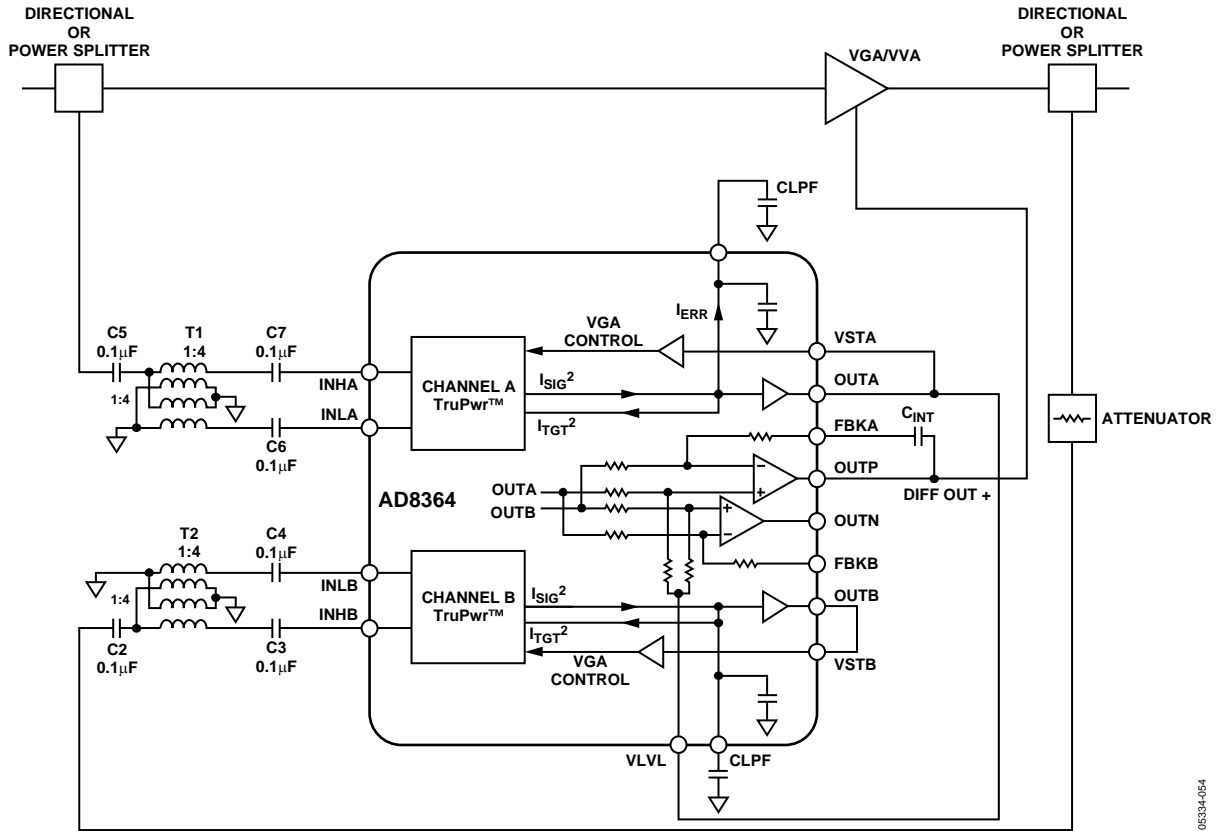 DIRECTIONAL
OR
POWER SPLITTER
DIRECTIONAL
OR
POWER SPLITTER
VGA/VVA
CLPF
C5
0.1μF
T1
1:4
C7
0.1μF
1:4
INHA
INLA
C6
0.1μF
CHANNEL A
TruPwr™
VGA
CONTROL
IERR
ISIG²
ITGT²
VSTA
OUTA
FBKA
CINT
OUTP
DIFF OUT +
OUTN
FBKB
ATTENUATOR
AD8364
OUTA
OUTB
T2
1:4
C4
0.1μF
1:4
INLB
INHB
C2
0.1μF
C3
0.1μF
CHANNEL B
TruPwr™
ISIG²
ITGT²
VGA
CONTROL
OUTB
VSTB
VLVL
CLPF
05334-054